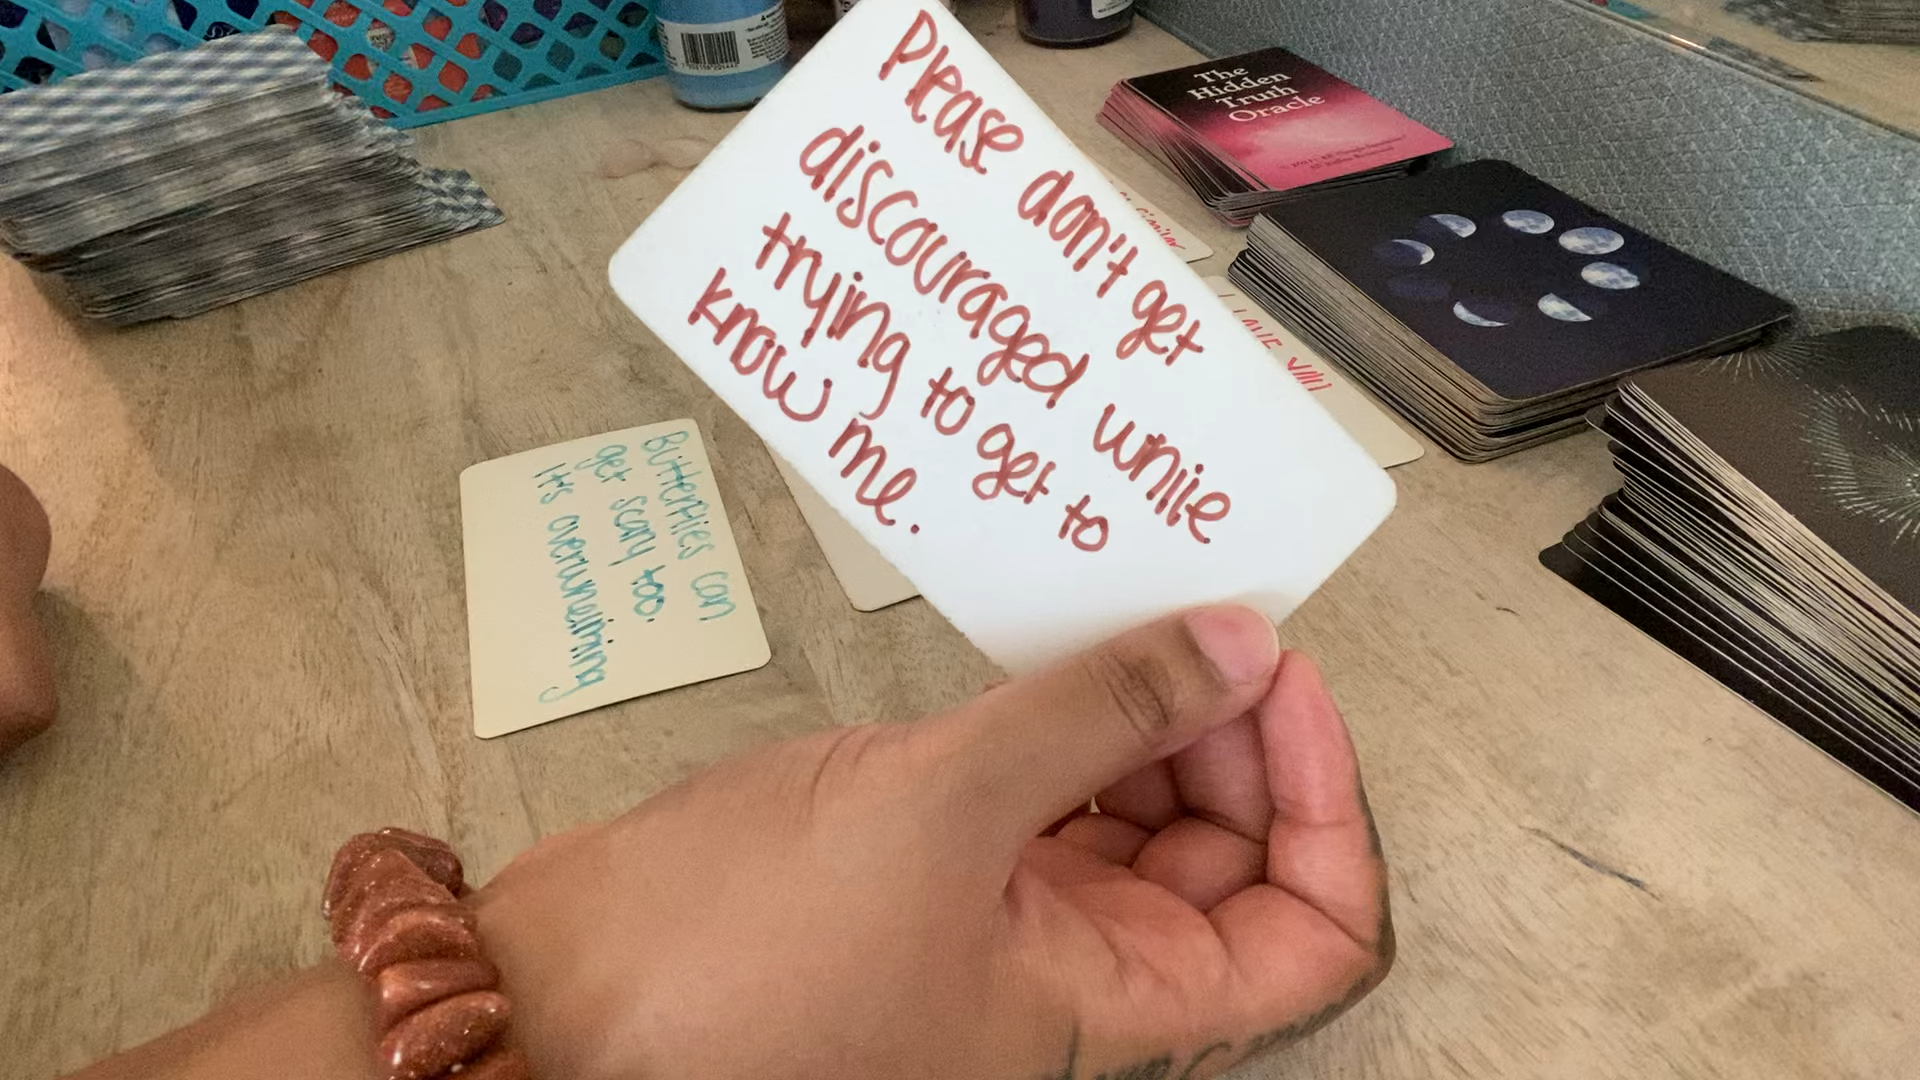 Please don't get
discouraged while
trying to get to
know me.
Butterflies can
get scary too.
It's overwhelming
The
Hidden
Truth
Oracle
similar